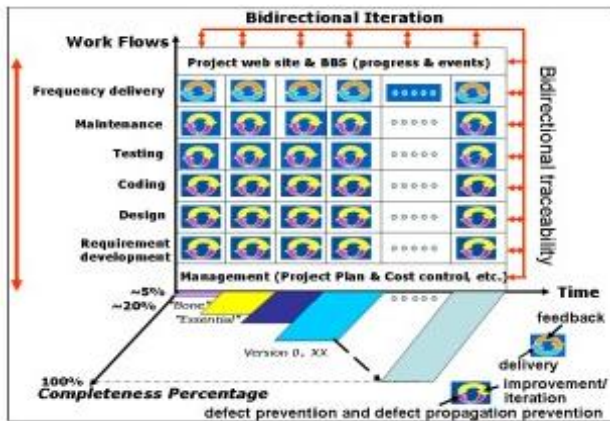 Bidirectional Iteration
Work Flows
Project web site & BBS (progress & events)
Frequency delivery
Maintenance
Testing
Coding
Design
Requirement
development
Bidirectional traceability
Management (Project Plan & Cost control, etc.)
~5%
~20%
"Bone"
"Essential"
Time
Version 0. XX
feedback
delivery
100%
Completeness Percentage
improvement/
iteration
defect prevention and defect propagation prevention